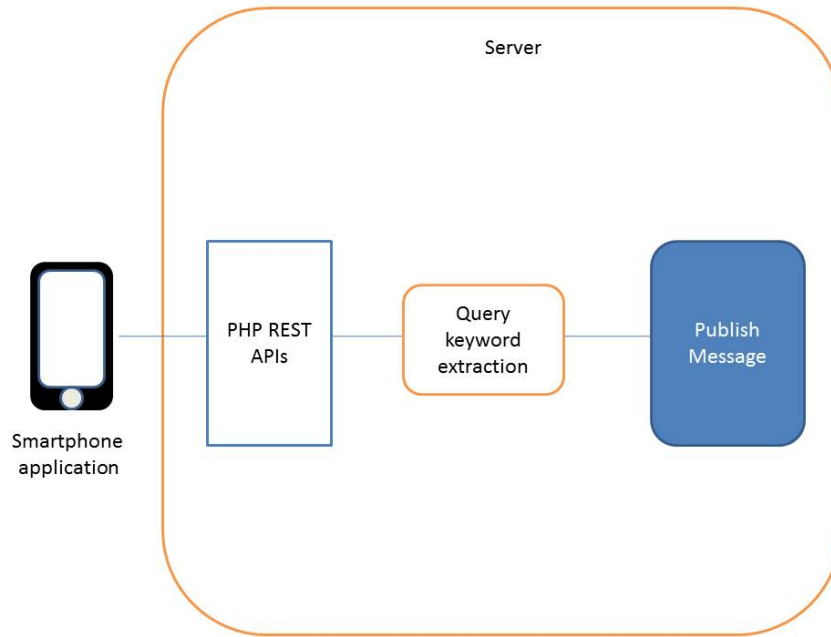 Server
PHP REST
APIs
Query
keyword
extraction
Publish
Message
Smartphone
application